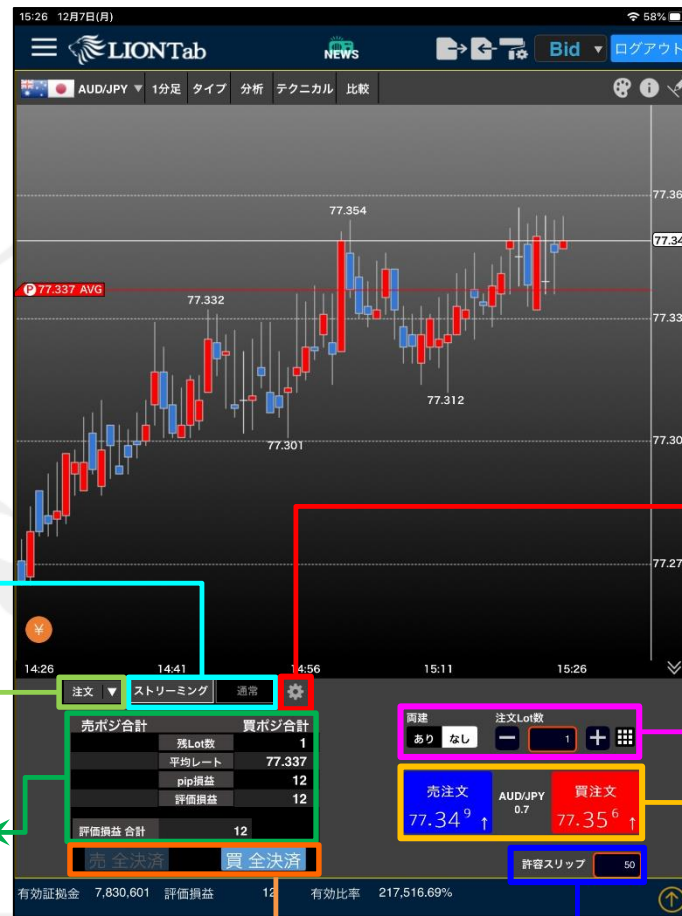 15:26 12月7日(月) 58%
LIONTab NEWS Bid ▼ ログアウト
AUD/JPY ▼ 1分足 タイプ 分析 テクニカル 比較
77.36
77.354
77.34
P 77.337 AVG
77.332
77.33
77.312
77.301
77.30
77.27
¥
14:26 14:41 14:56 15:11 15:26
注文 ▼ ストリーミング 通常
両建 注文Lot数
あり なし − 1 +
売ポジ合計 買ポジ合計
残Lot数 1
平均レート 77.337
pip損益 12
評価損益 12
評価損益 合計 12
売注文 AUD/JPY 買注文
77.34⁹ ↑ 0.7 77.35⁶ ↑
売 全決済 買 全決済
許容スリップ 50
有効証拠金 7,830,601 評価損益 12 有効比率 217,516.69%